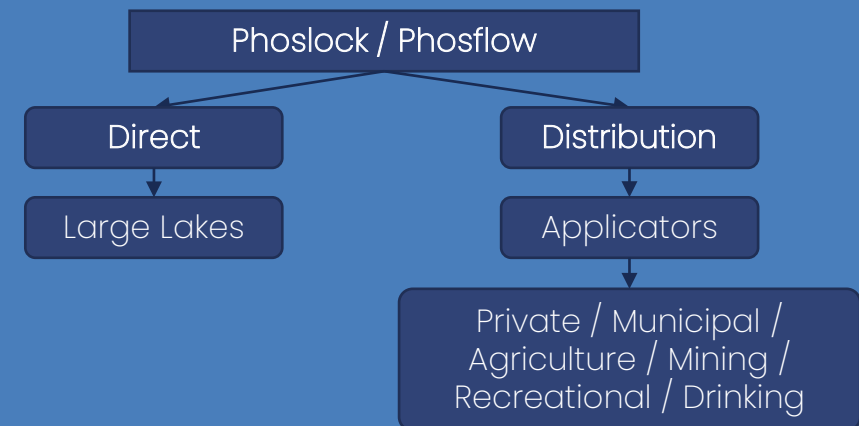 Phoslock / Phosflow
Direct
Distribution
Large Lakes
Applicators
Private / Municipal /
Agriculture / Mining /
Recreational / Drinking